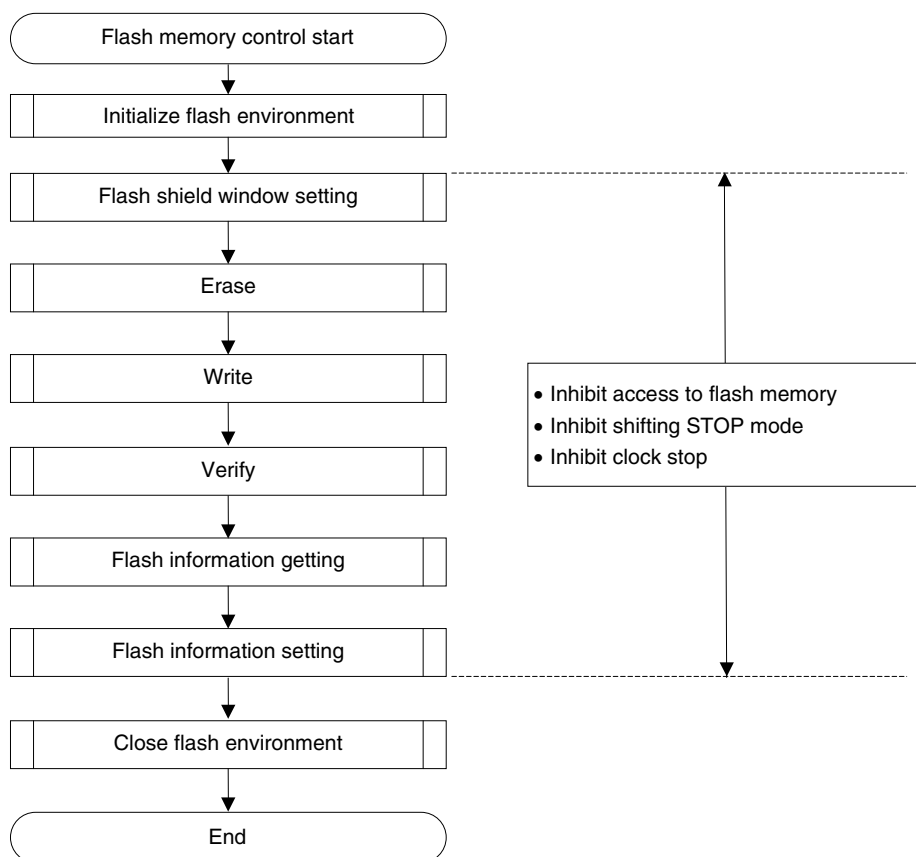 Flash memory control start
Initialize flash environment
Flash shield window setting
Erase
Write
Verify
Flash information getting
Flash information setting
Close flash environment
End
• Inhibit access to flash memory
• Inhibit shifting STOP mode
• Inhibit clock stop